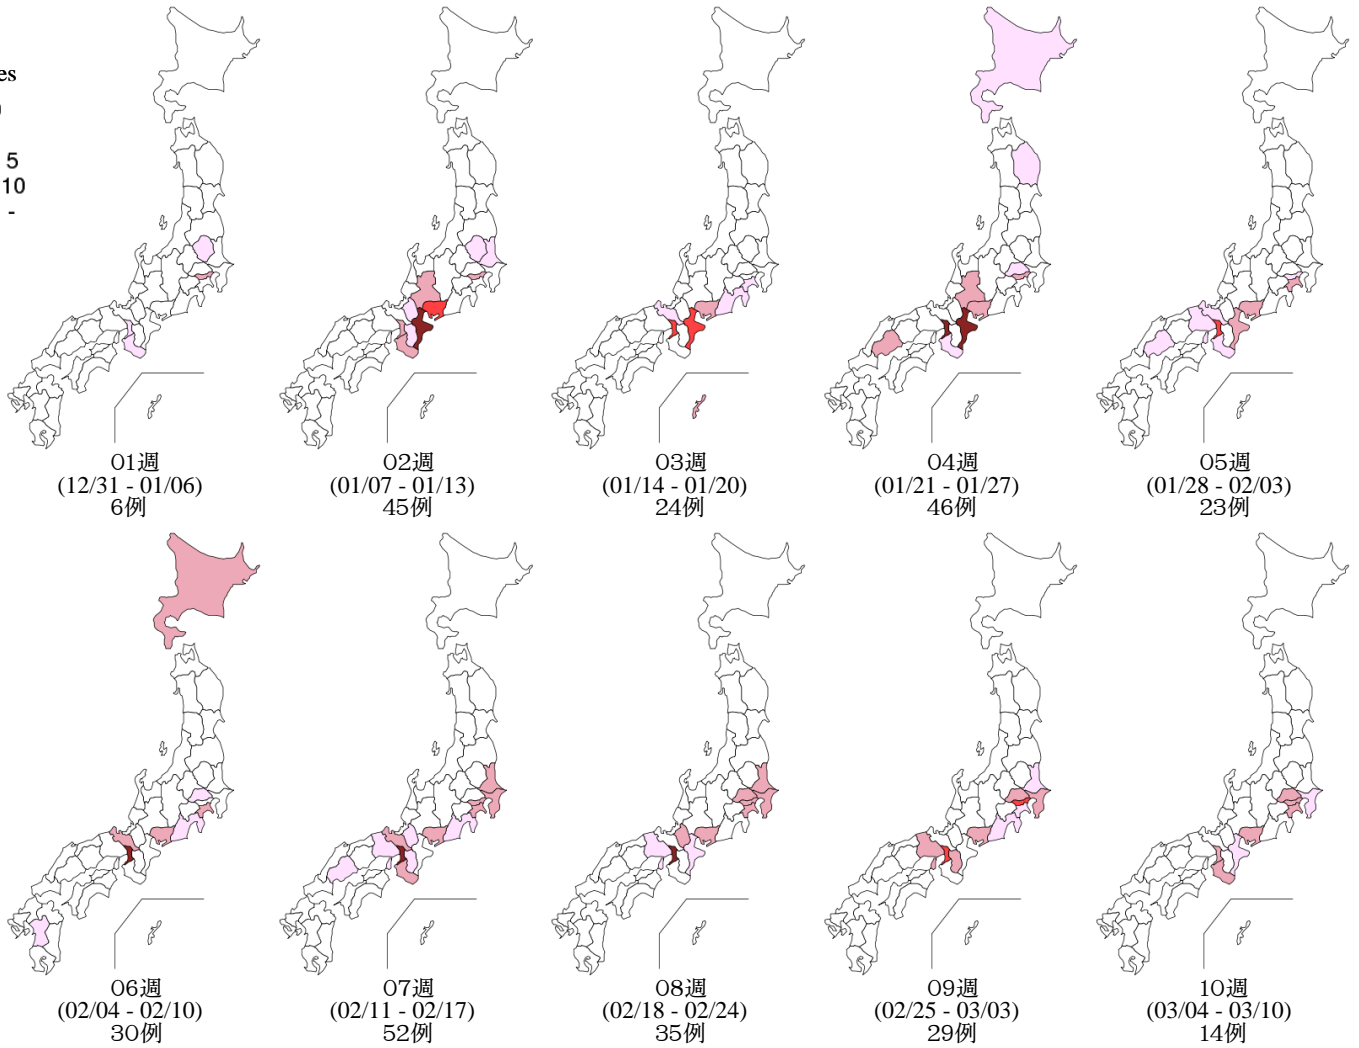 es
0
5
10
-
01週
(12/31 - 01/06)
6例
02週
(01/07 - 01/13)
45例
03週
(01/14 - 01/20)
24例
04週
(01/21 - 01/27)
46例
05週
(01/28 - 02/03)
23例
06週
(02/04 - 02/10)
30例
07週
(02/11 - 02/17)
52例
08週
(02/18 - 02/24)
35例
09週
(02/25 - 03/03)
29例
10週
(03/04 - 03/10)
14例